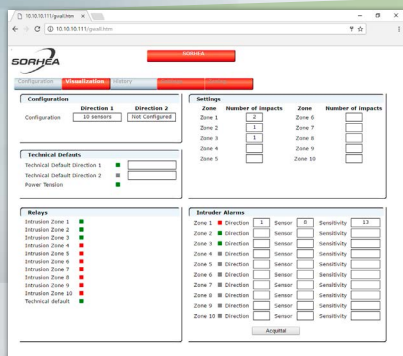 10.10.10.111/gvuall.htm
10.10.10.111/gvuall.htm
SORHEA
SORHEA
Configuration Visualization History
Configuration
Direction 1 Direction 2
Configuration 10 sensors Not Configured
Technical Defauts
Technical Default Direction 1
Technical Default Direction 2
Power Tension
Settings
Zone Number of impacts Zone Number of impacts
Zone 1 2 Zone 6
Zone 2 1 Zone 7
Zone 3 1 Zone 8
Zone 4 Zone 9
Zone 5 Zone 10
Relays
Intrusion Zone 1
Intrusion Zone 2
Intrusion Zone 3
Intrusion Zone 4
Intrusion Zone 5
Intrusion Zone 6
Intrusion Zone 7
Intrusion Zone 8
Intrusion Zone 9
Intrusion Zone 10
Technical default
Intruder Alarms
Zone 1 Direction 1 Sensor 8 Sensitivity 13
Zone 2 Direction Sensor Sensitivity
Zone 3 Direction Sensor Sensitivity
Zone 4 Direction Sensor Sensitivity
Zone 5 Direction Sensor Sensitivity
Zone 6 Direction Sensor Sensitivity
Zone 7 Direction Sensor Sensitivity
Zone 8 Direction Sensor Sensitivity
Zone 9 Direction Sensor Sensitivity
Zone 10 Direction Sensor Sensitivity
Acquittal